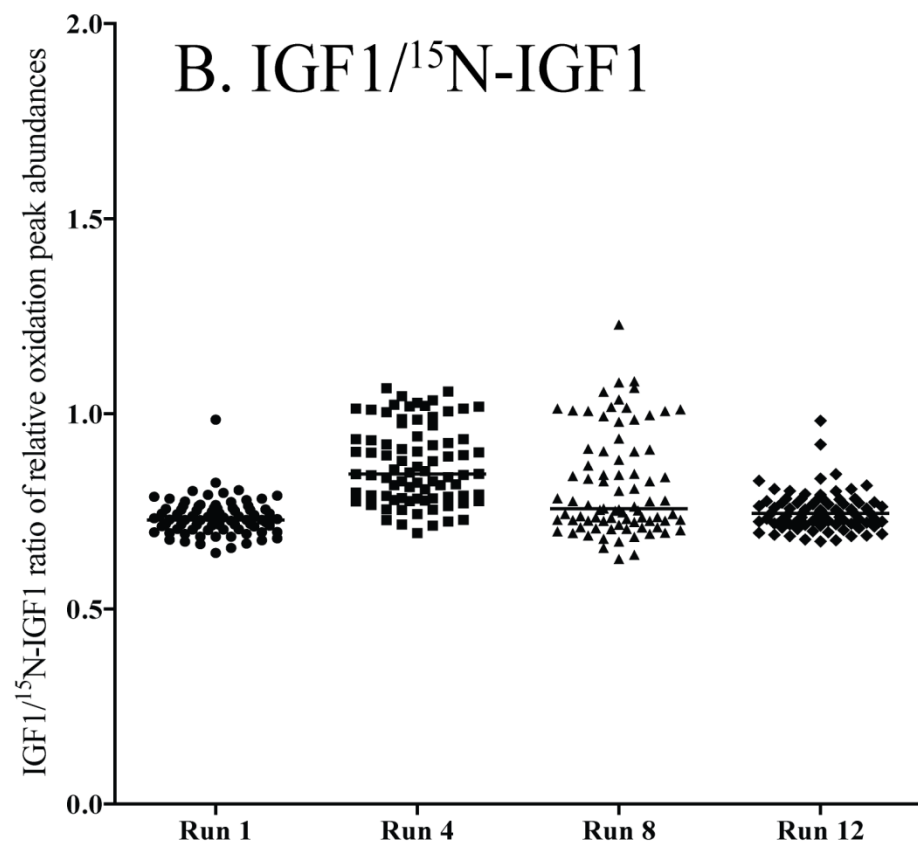 B. IGF1/¹⁵N-IGF1
IGF1/¹⁵N-IGF1 ratio of relative oxidation peak abundances
2.0
1.5
1.0
0.5
0.0
Run 1 Run 4 Run 8 Run 12